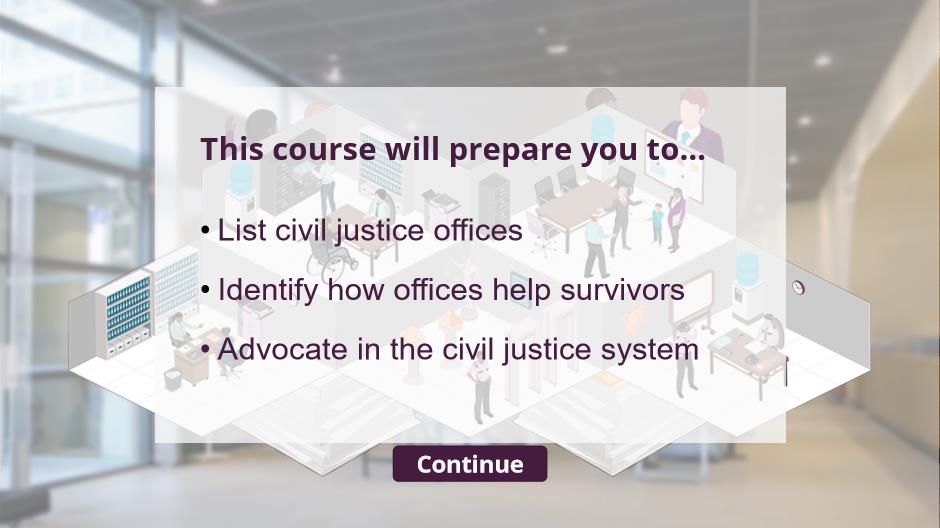 This course will prepare you to...
• List civil justice offices
• Identify how offices help survivors
• Advocate in the civil justice system
Continue